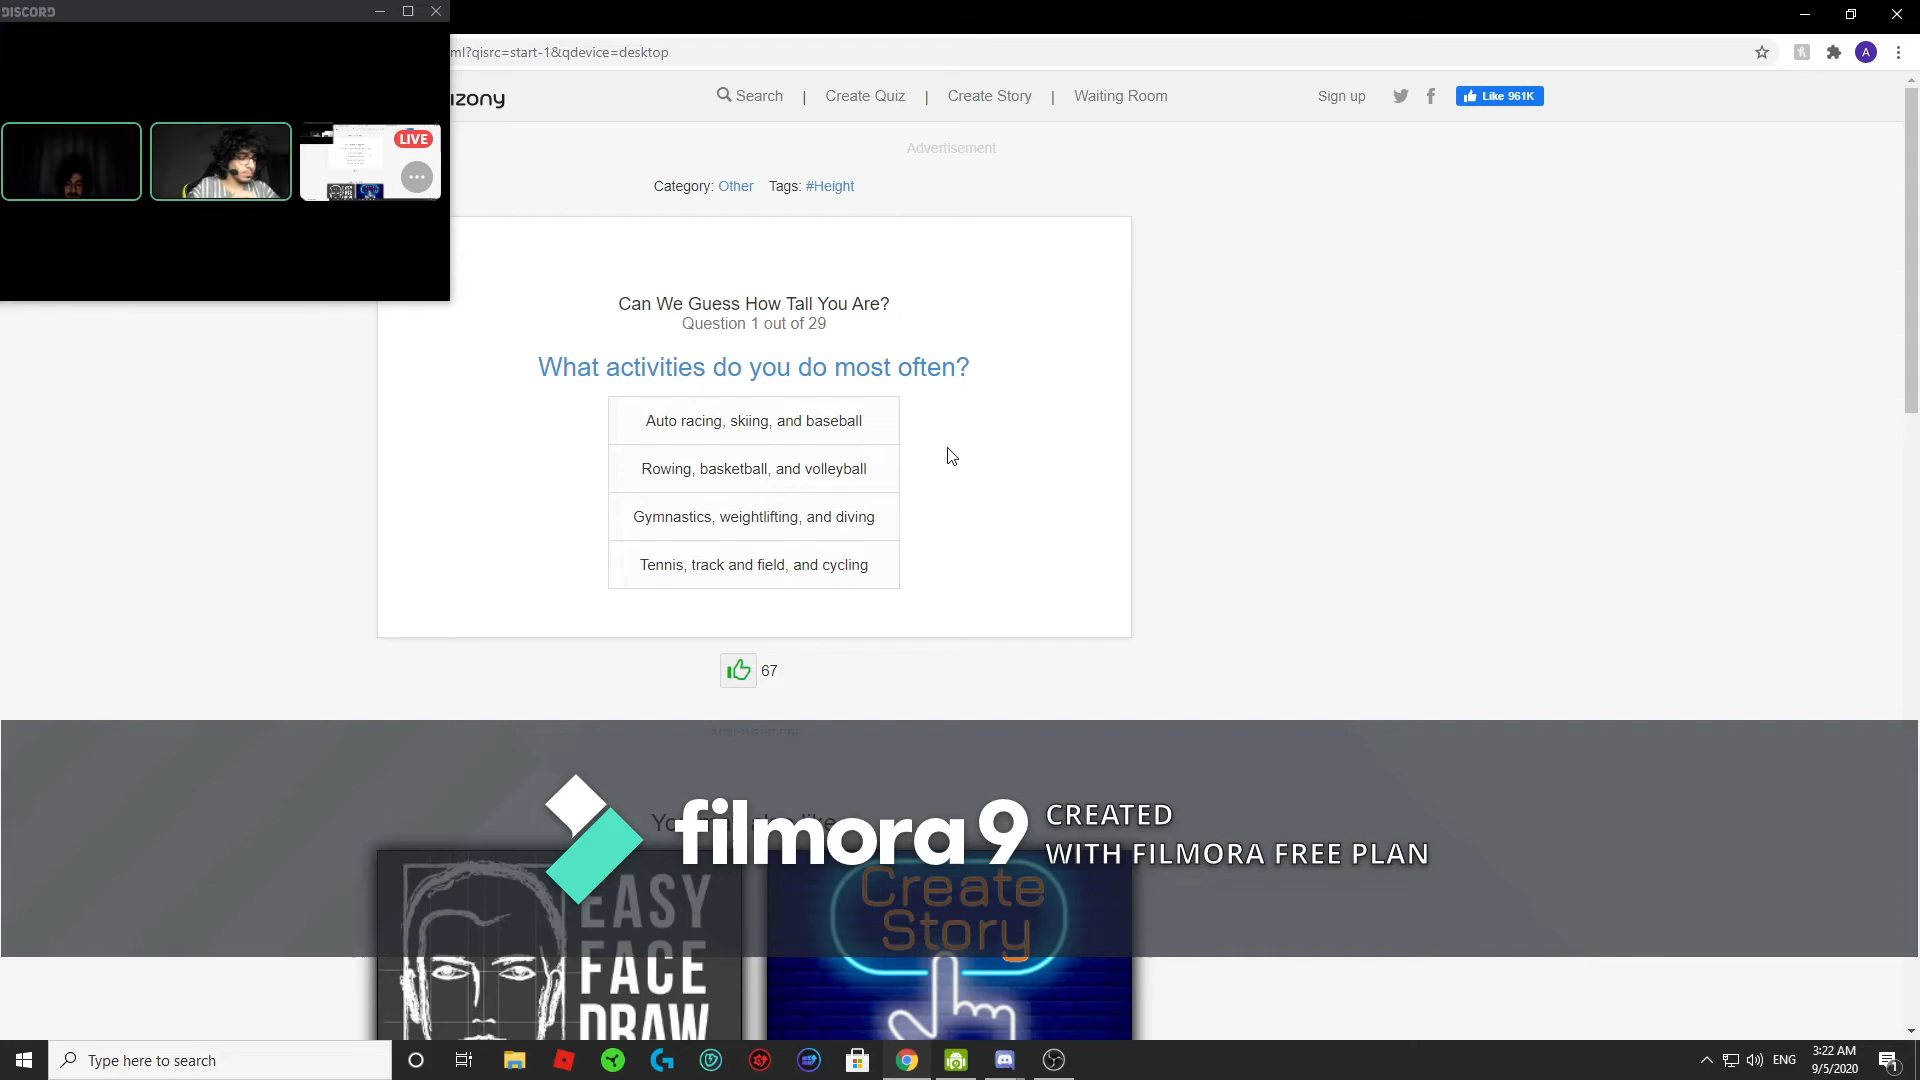 DISCORD
ml?qisrc=start-1&qdevice=desktop
A
izony
Search | Create Quiz | Create Story | Waiting Room
Sign up
Like 961K
LIVE
Advertisement
Category: Other Tags: #Height
Can We Guess How Tall You Are?
Question 1 out of 29
What activities do you do most often?
Auto racing, skiing, and baseball
Rowing, basketball, and volleyball
Gymnastics, weightlifting, and diving
Tennis, track and field, and cycling
67
Advertisement
filmora9
CREATED
WITH FILMORA FREE PLAN
EASY
FACE
DRAW
Create
Story
Type here to search
ENG
3:22 AM
9/5/2020
1